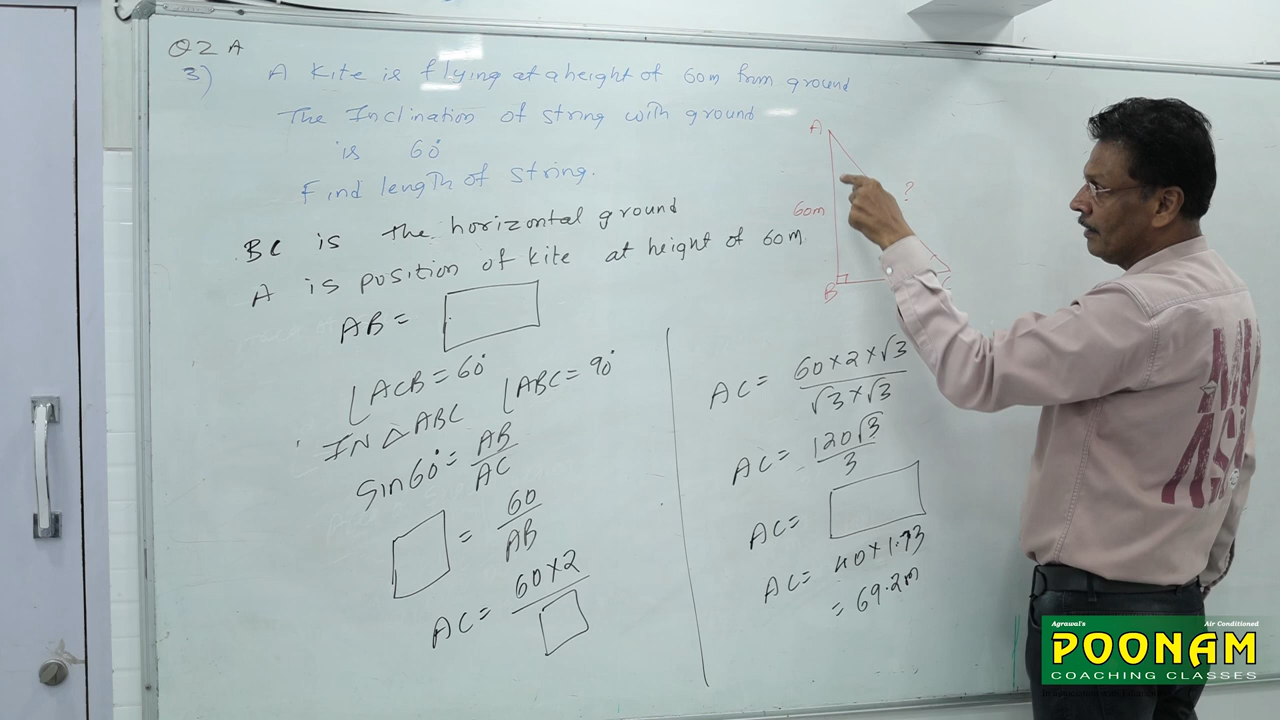 Q2 A
3) A kite is flying at a height of 60m from ground
The Inclination of string with ground
is 60°
Find length of string.
BC is the horizontal ground
A is position of kite at height of 60m.
AB =
∠ACB = 60° ∠ABC = 90°
IN △ABC
Sin60° = AB/AC
= 60/AB
AC = 60×2/
AC = 60×2×√3/√3×√3
AC = 120√3/3
AC =
AC = 40×1.73
= 69.2m
A
60m
?
B
C
Agrawal's Air Conditioned
POONAM
COACHING CLASSES